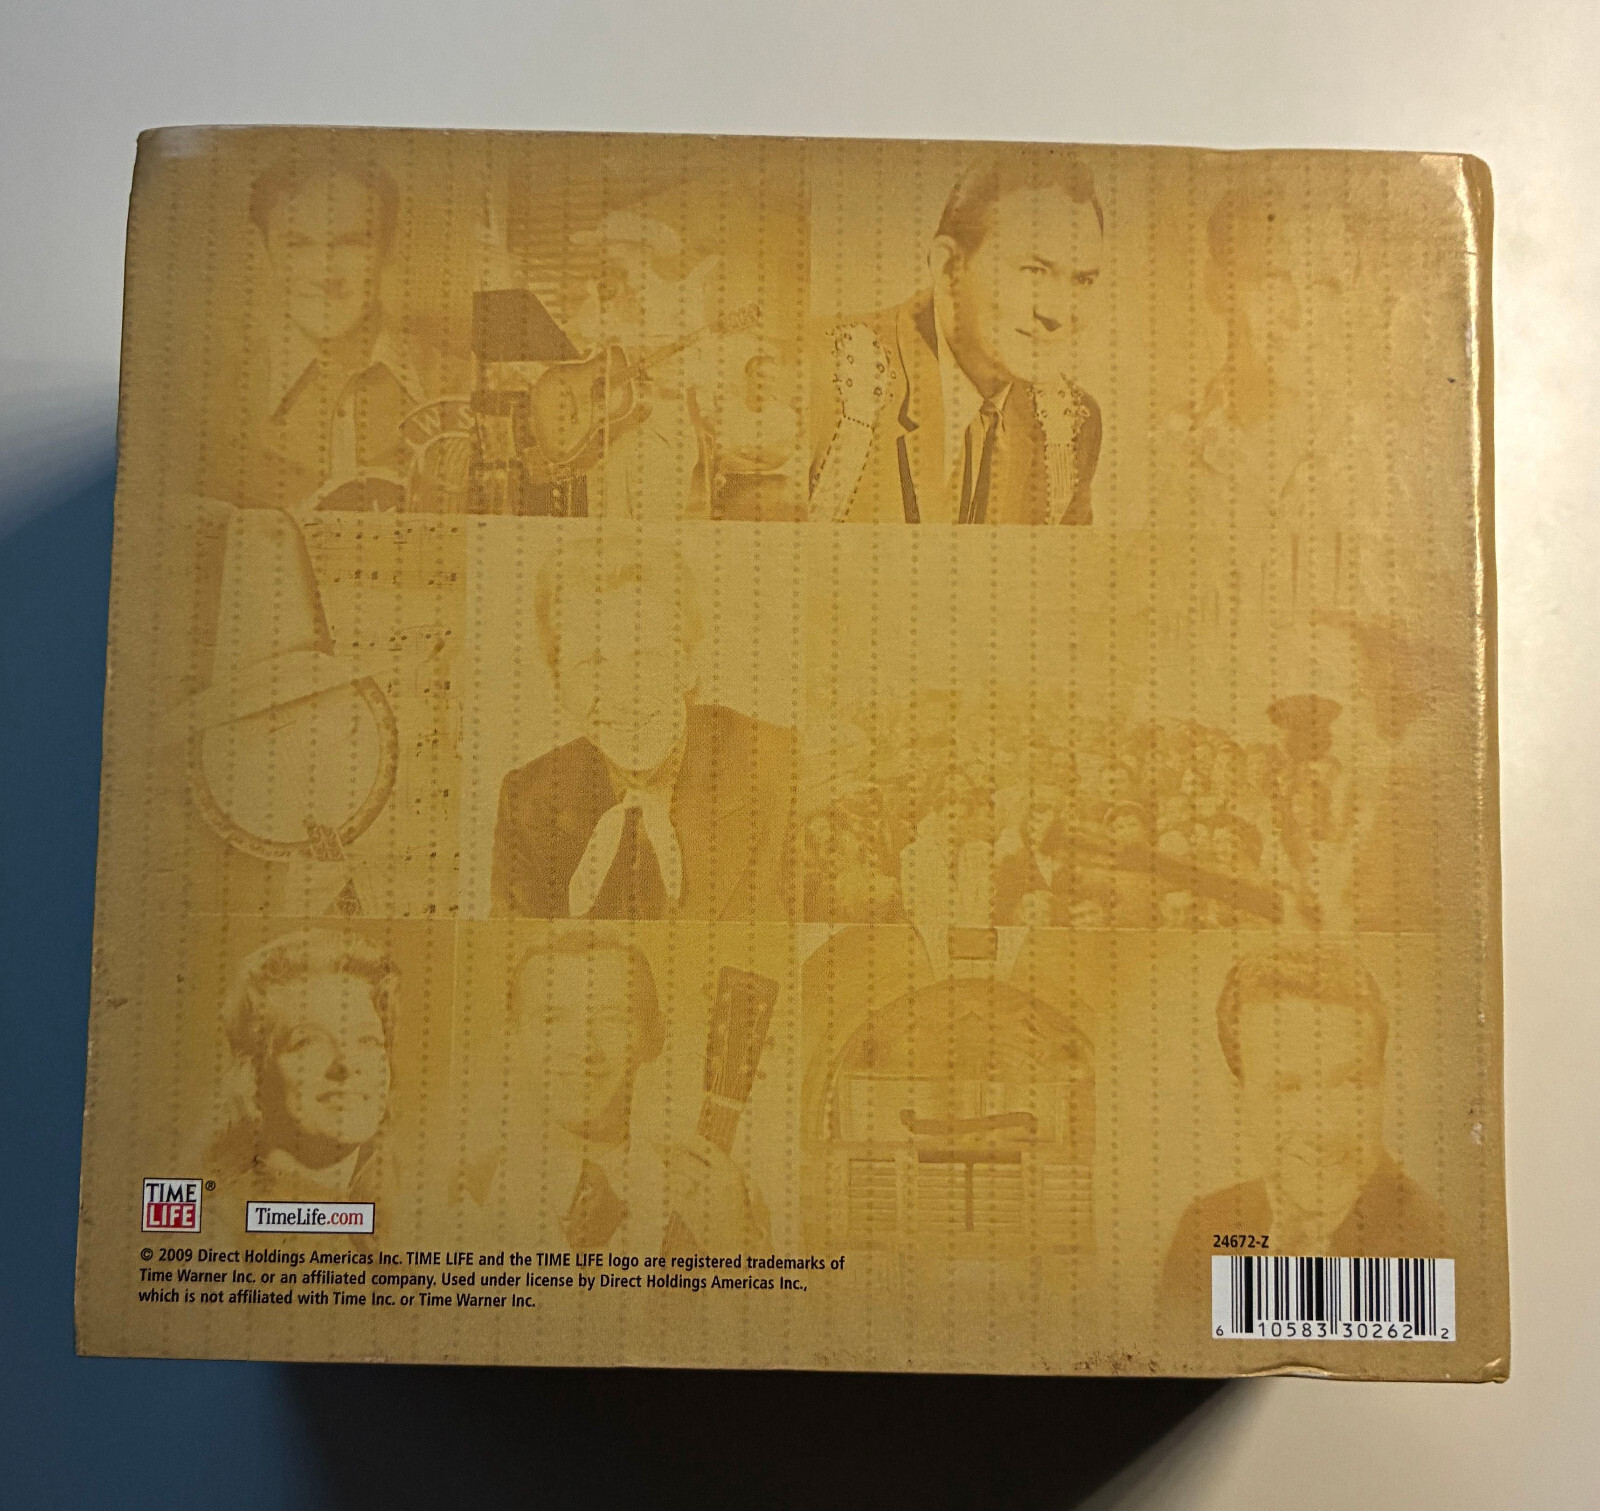 WS
TIME
LIFE
®
TimeLife.com
© 2009 Direct Holdings Americas Inc. TIME LIFE and the TIME LIFE logo are registered trademarks of
Time Warner Inc. or an affiliated company. Used under license by Direct Holdings Americas Inc.,
which is not affiliated with Time Inc. or Time Warner Inc.
24672-Z
6 10583 30262 2